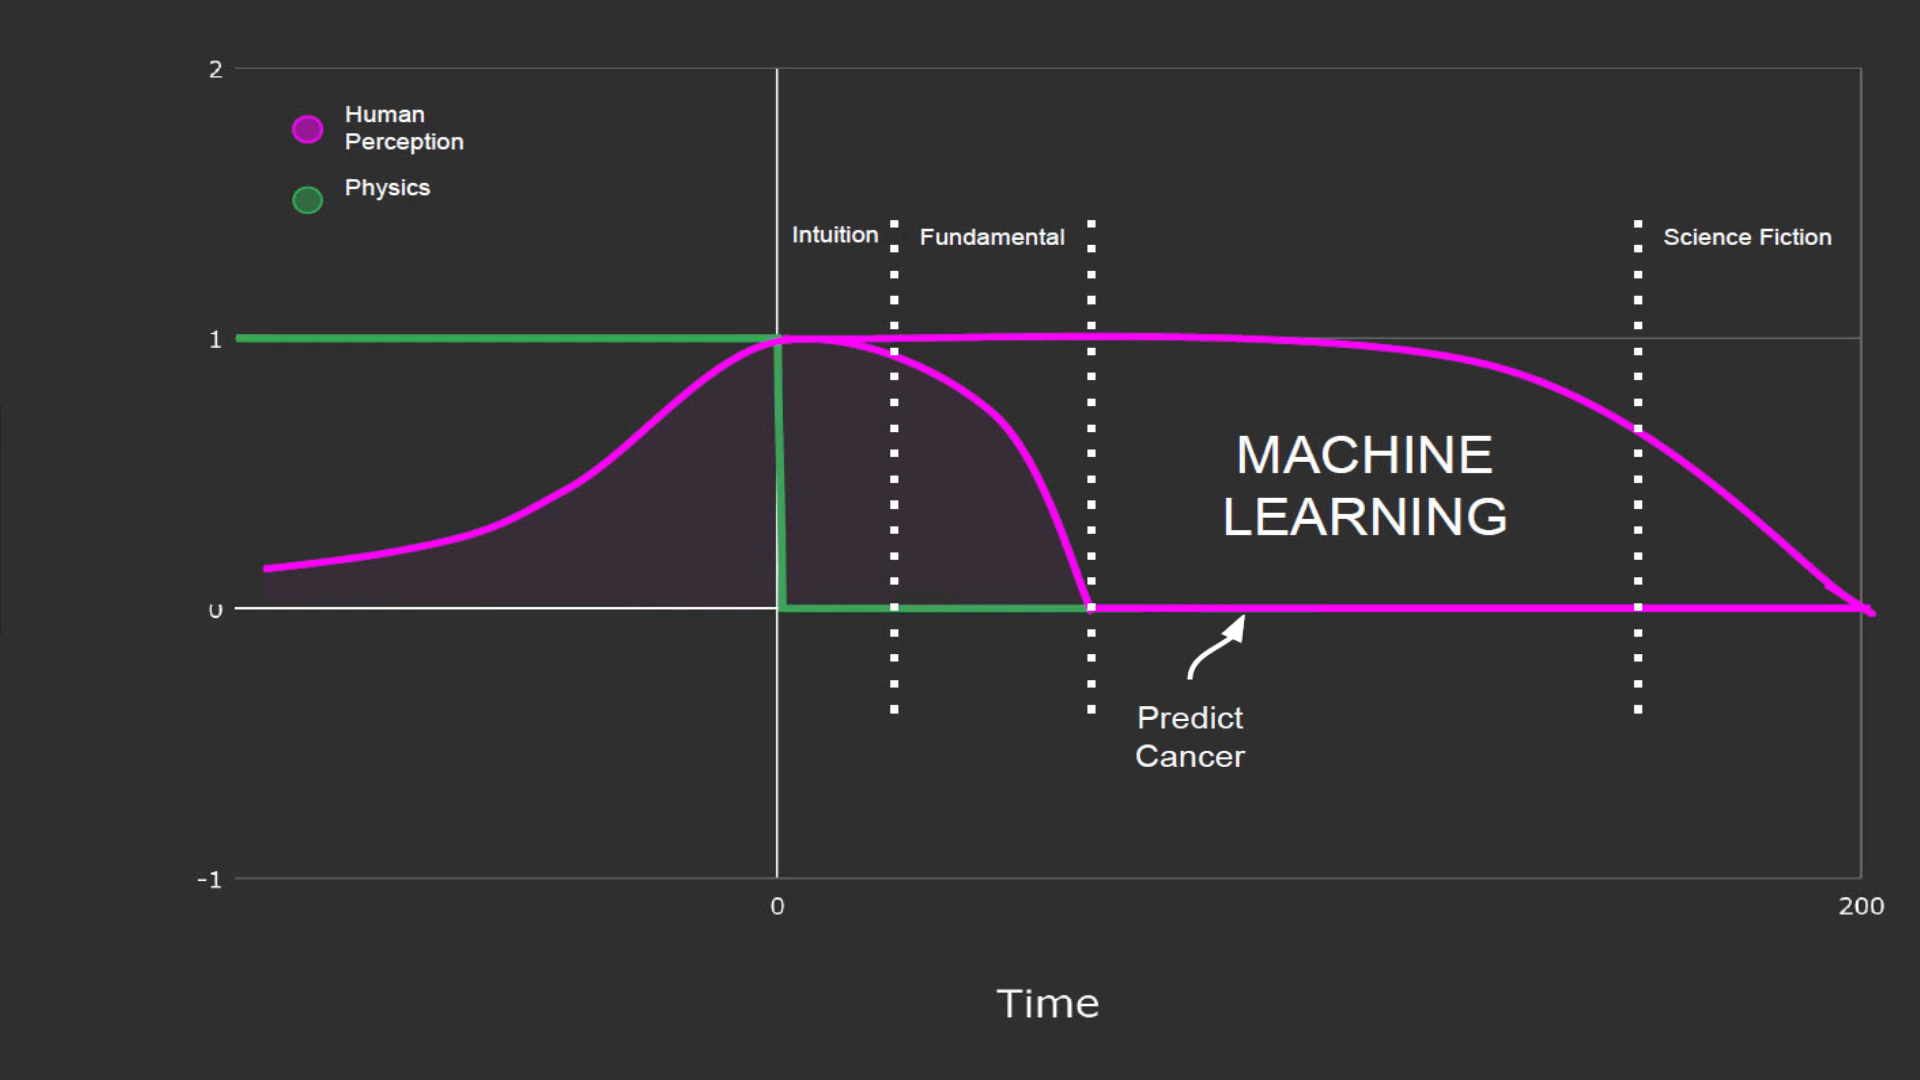 2
Human
Perception
Physics
Intuition
Fundamental
Science Fiction
1
MACHINE
LEARNING
0
Predict
Cancer
-1
0
200
Time